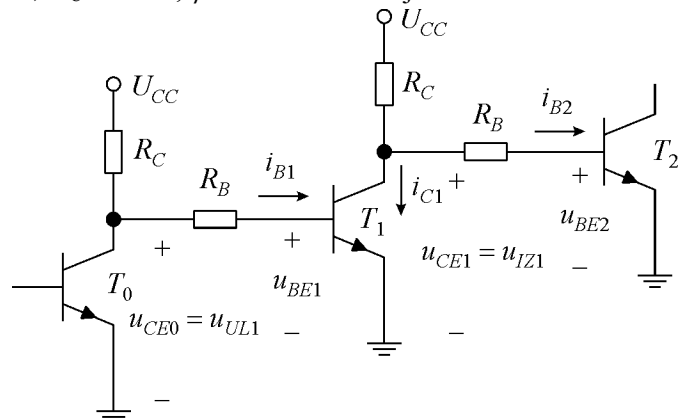 U_CC
U_CC
R_C
R_C
R_B
i_B1
R_B
i_B2
T_0
T_1
T_2
i_C1
+
+
+
+
u_BE1
u_BE2
u_CE0 = u_UL1
u_CE1 = u_IZ1
−
−
−
−